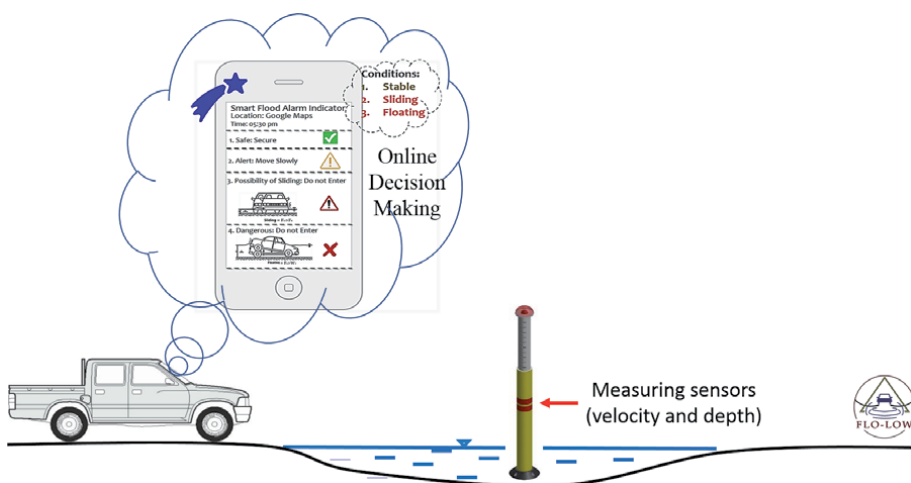 Conditions:
1. Stable
2. Sliding
3. Floating
Smart Flood Alarm Indicator
Location: Google Maps
Time: 05:30 pm
1. Safe: Secure
2. Alert: Move Slowly
3. Possibility of Sliding: Do not Enter
4. Dangerous: Do not Enter
Online
Decision
Making
Measuring sensors
(velocity and depth)
FLO-LOW